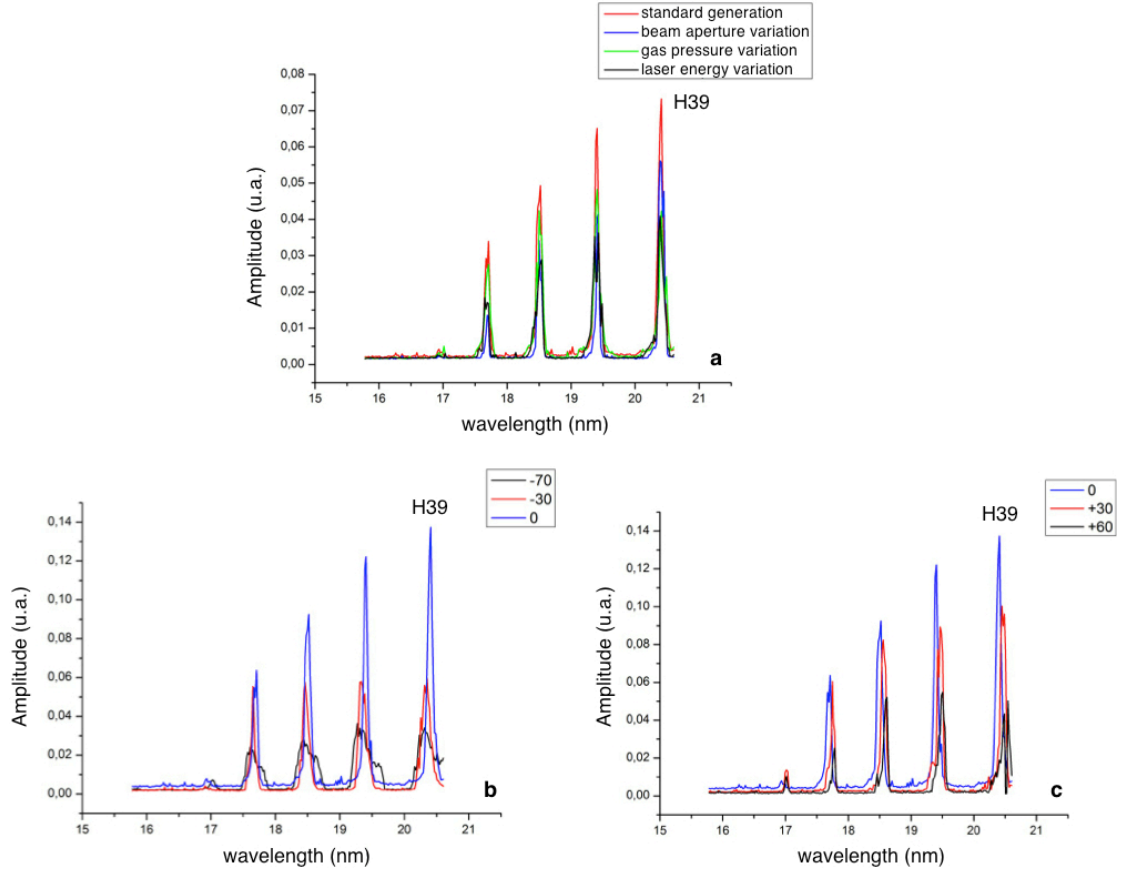 standard generation
beam aperture variation
gas pressure variation
laser energy variation
H39
0,08
0,07
0,06
0,05
0,04
0,03
0,02
0,01
0,00
Amplitude (u.a.)
15 16 17 18 19 20 21
wavelength (nm)
a
-70
-30
0
H39
0,14
0,12
0,10
0,08
0,06
0,04
0,02
0,00
Amplitude (u.a.)
15 16 17 18 19 20 21
wavelength (nm)
b
0
+30
+60
H39
0,14
0,12
0,10
0,08
0,06
0,04
0,02
0,00
Amplitude (u.a.)
15 16 17 18 19 20 21
wavelength (nm)
c